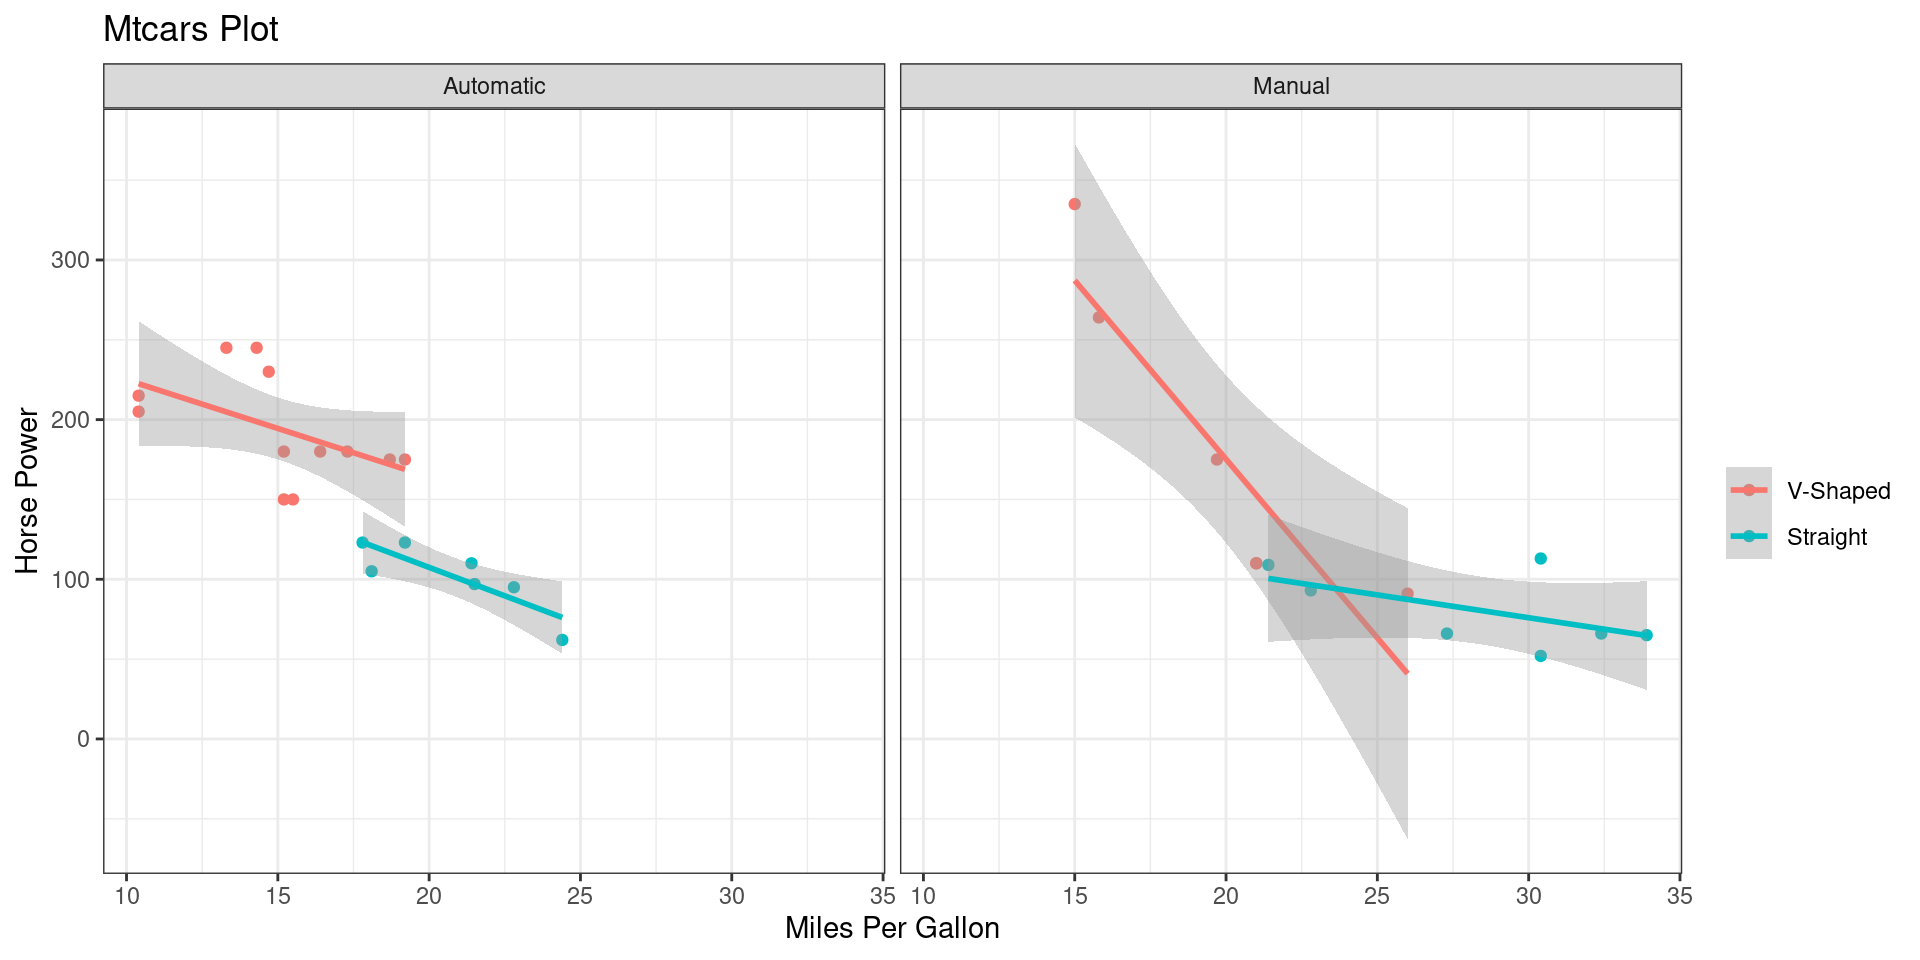 Mtcars Plot
Automatic
Manual
300
200
100
0
Horse Power
10 15 20 25 30 35
10 15 20 25 30 35
Miles Per Gallon
V-Shaped
Straight